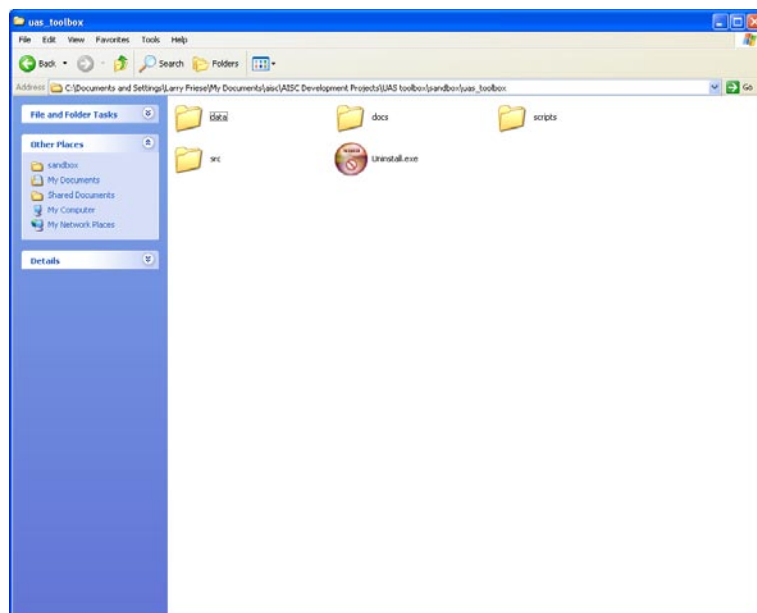 uas_toolbox
File Edit View Favorites Tools Help
Back Search Folders
Address C:\Documents and Settings\Larry Friese\My Documents\aisc\AISC Development Projects\UAS toolbox\sandbox\uas_toolbox Go
File and Folder Tasks
data docs scripts
Other Places
src Uninstall.exe
sandbox
My Documents
Shared Documents
My Computer
My Network Places
Details